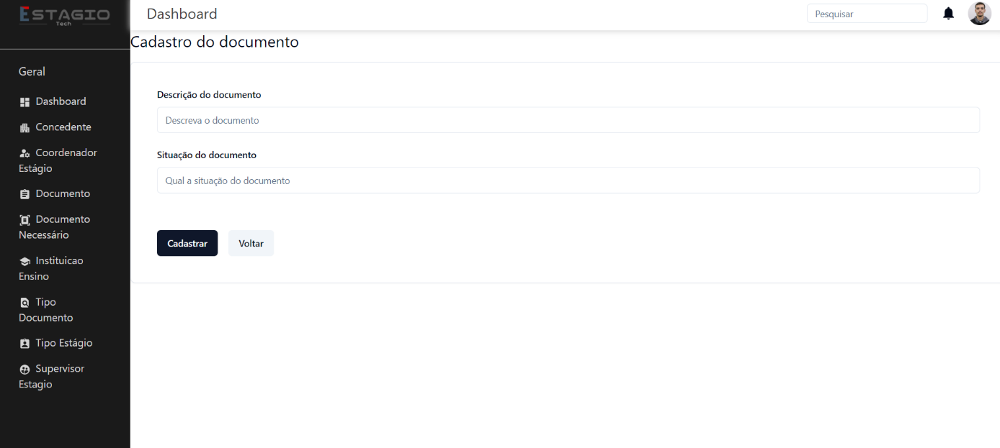 ESTAGIO
Tech
Dashboard
Pesquisar
Cadastro do documento
Geral
Dashboard
Concedente
Coordenador
Estágio
Documento
Documento
Necessário
Instituicao
Ensino
Tipo
Documento
Tipo Estágio
Supervisor
Estagio
Descrição do documento
Descreva o documento
Situação do documento
Qual a situação do documento
Cadastrar
Voltar